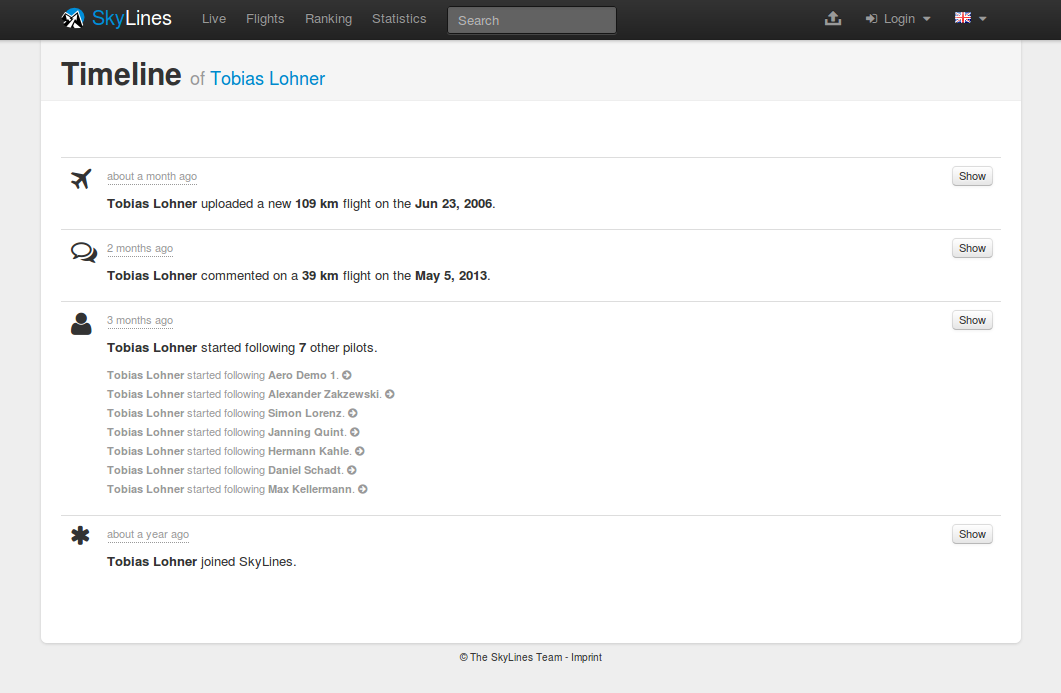 SkyLines Live Flights Ranking Statistics Search Login
Timeline of Tobias Lohner
about a month ago Show
Tobias Lohner uploaded a new 109 km flight on the Jun 23, 2006.
2 months ago Show
Tobias Lohner commented on a 39 km flight on the May 5, 2013.
3 months ago Show
Tobias Lohner started following 7 other pilots.
Tobias Lohner started following Aero Demo 1.
Tobias Lohner started following Alexander Zakzewski.
Tobias Lohner started following Simon Lorenz.
Tobias Lohner started following Janning Quint.
Tobias Lohner started following Hermann Kahle.
Tobias Lohner started following Daniel Schadt.
Tobias Lohner started following Max Kellermann.
about a year ago Show
Tobias Lohner joined SkyLines.
© The SkyLines Team - Imprint